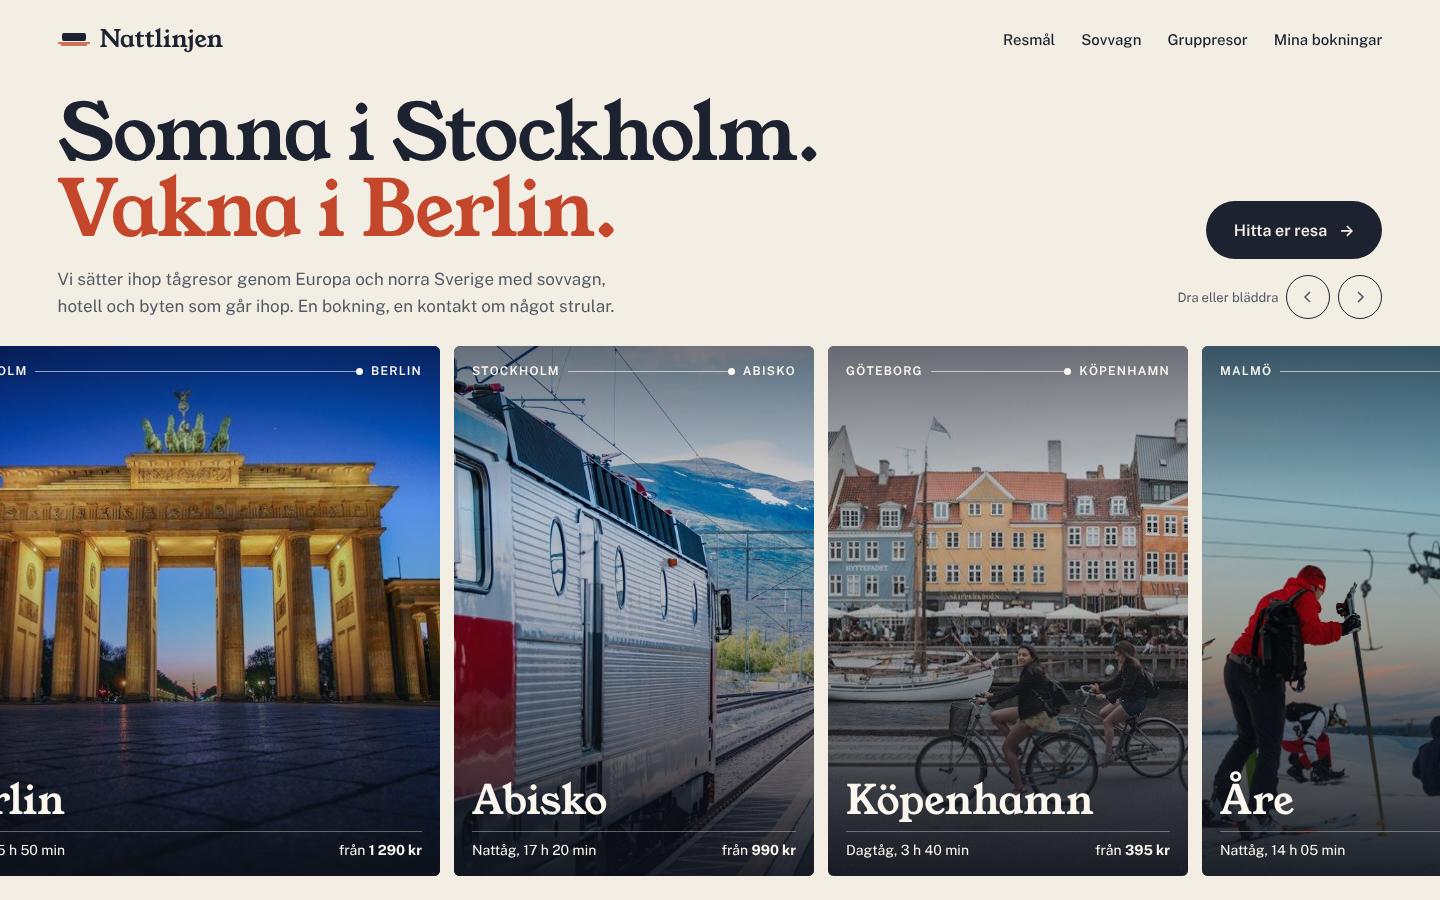 Nattlinjen
Resmål
Sovvagn
Gruppresor
Mina bokningar
Somna i Stockholm.
Vakna i Berlin.
Vi sätter ihop tågresor genom Europa och norra Sverige med sovvagn,
hotell och byten som går ihop. En bokning, en kontakt om något strular.
Hitta er resa →
Dra eller bläddra
OLM
BERLIN
rlin
5 h 50 min
från 1 290 kr
STOCKHOLM
ABISKO
Abisko
Nattåg, 17 h 20 min
från 990 kr
GÖTEBORG
KÖPENHAMN
HYTTEFADET
Köpenhamn
Dagtåg, 3 h 40 min
från 395 kr
MALMÖ
Åre
Nattåg, 14 h 05 min